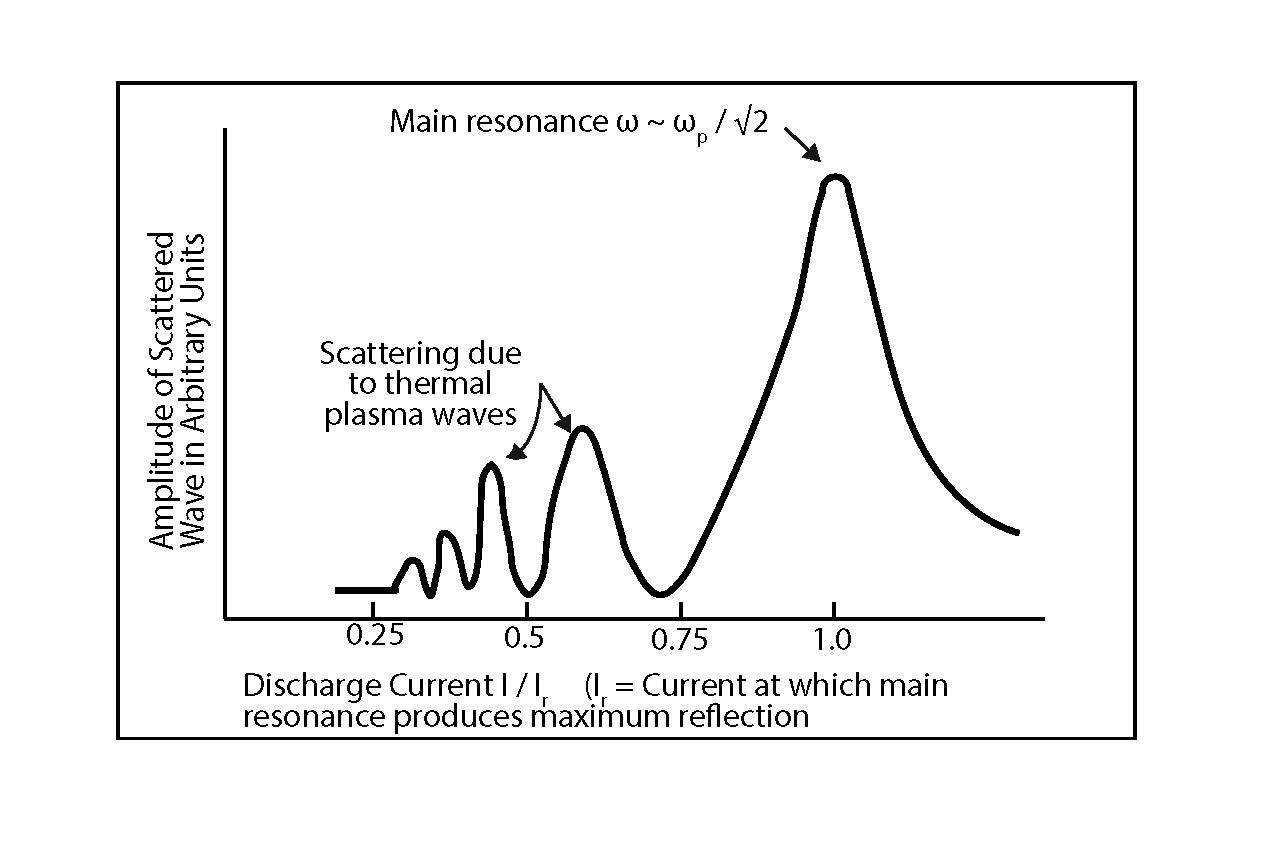 Main resonance ω ~ ωp / √2
Scattering due
to thermal
plasma waves
Amplitude of Scattered
Wave in Arbitrary Units
0.25 0.5 0.75 1.0
Discharge Current I / Ir (Ir = Current at which main
resonance produces maximum reflection